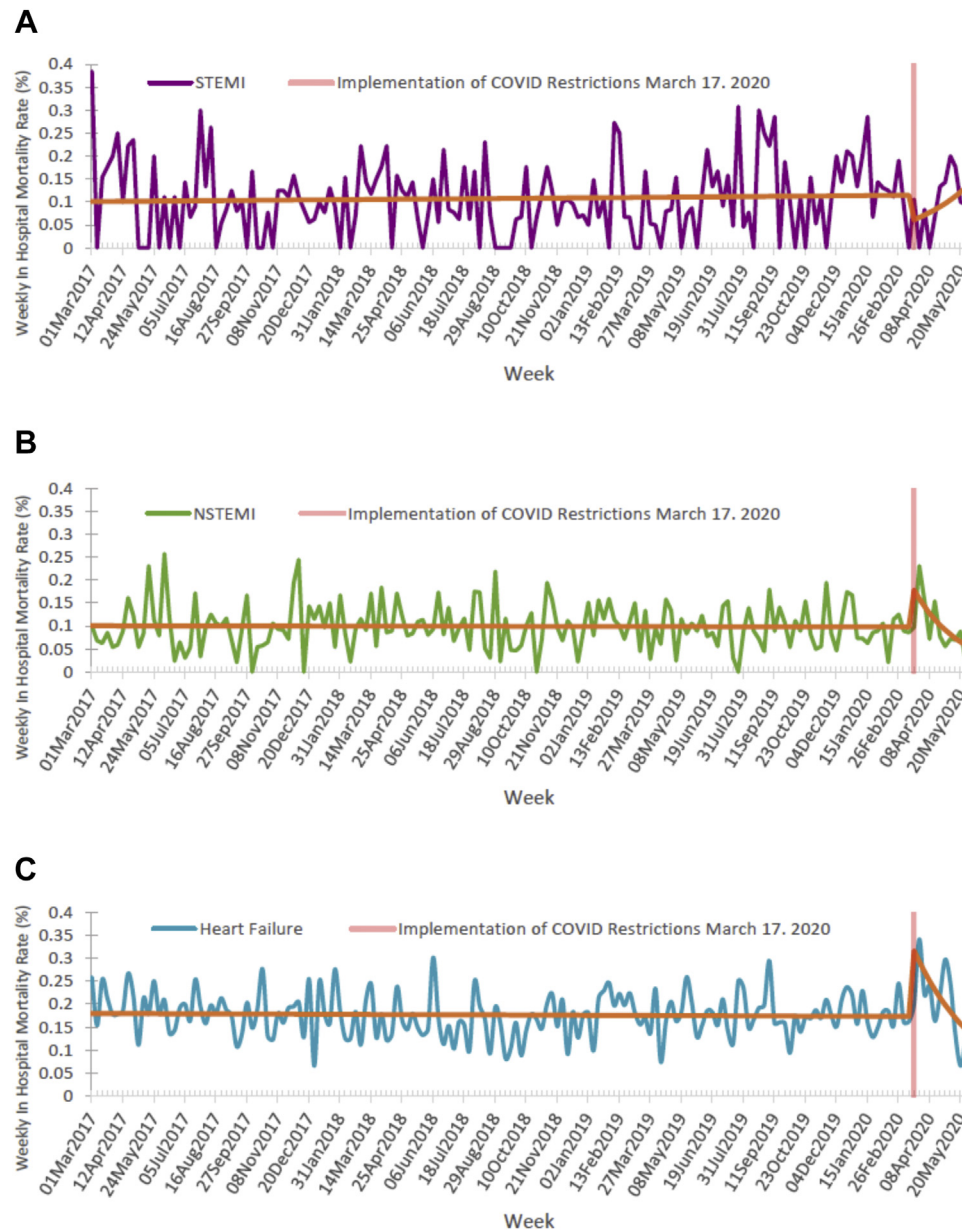 A
Weekly In Hospital Mortality Rate (%)
STEMI
Implementation of COVID Restrictions March 17. 2020
0.4
0.35
0.3
0.25
0.2
0.15
0.1
0.05
0
01Mar2017
12Apr2017
24May2017
05Jul2017
16Aug2017
27Sep2017
08Nov2017
20Dec2017
31Jan2018
14Mar2018
25Apr2018
06Jun2018
18Jul2018
29Aug2018
10Oct2018
21Nov2018
02Jan2019
13Feb2019
27Mar2019
08May2019
19Jun2019
31Jul2019
11Sep2019
23Oct2019
04Dec2019
15Jan2020
26Feb2020
08Apr2020
20May2020
Week
B
Weekly In Hospital Mortality Rate (%)
NSTEMI
Implementation of COVID Restrictions March 17. 2020
0.4
0.35
0.3
0.25
0.2
0.15
0.1
0.05
0
01Mar2017
12Apr2017
24May2017
05Jul2017
16Aug2017
27Sep2017
08Nov2017
20Dec2017
31Jan2018
14Mar2018
25Apr2018
06Jun2018
18Jul2018
29Aug2018
10Oct2018
21Nov2018
02Jan2019
13Feb2019
27Mar2019
08May2019
19Jun2019
31Jul2019
11Sep2019
23Oct2019
04Dec2019
15Jan2020
26Feb2020
08Apr2020
20May2020
Week
C
Weekly In Hospital Mortality Rate (%)
Heart Failure
Implementation of COVID Restrictions March 17. 2020
0.4
0.35
0.3
0.25
0.2
0.15
0.1
0.05
0
01Mar2017
12Apr2017
24May2017
05Jul2017
16Aug2017
27Sep2017
08Nov2017
20Dec2017
31Jan2018
14Mar2018
25Apr2018
06Jun2018
18Jul2018
29Aug2018
10Oct2018
21Nov2018
02Jan2019
13Feb2019
27Mar2019
08May2019
19Jun2019
31Jul2019
11Sep2019
23Oct2019
04Dec2019
15Jan2020
26Feb2020
08Apr2020
20May2020
Week